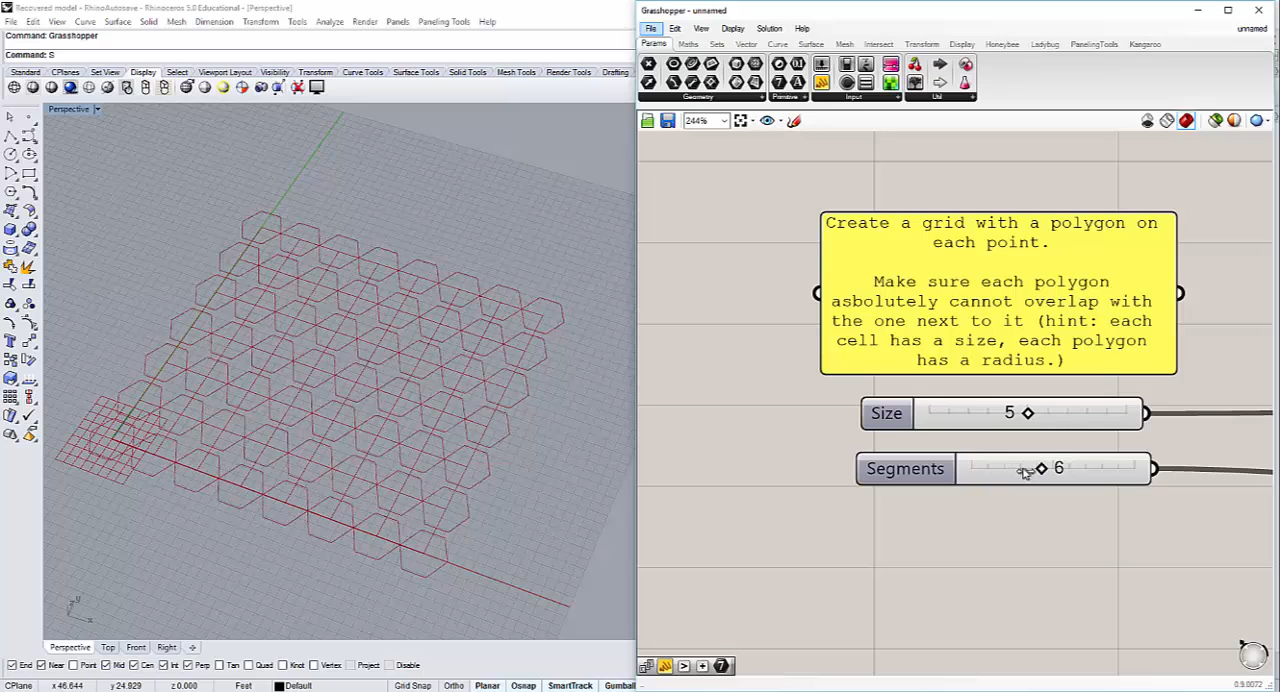 Recovered model - RhinoAutosave - Rhinoceros 5.0 Educational - [Perspective]
File Edit View Curve Surface Solid Mesh Dimension Transform Tools Analyze Render Panels Paneling Tools Help
Command: Grasshopper
Command: S
Standard CPlanes Set View Display Select Viewport Layout Visibility Transform Curve Tools Surface Tools Solid Tools Mesh Tools Render Tools Drafting
Perspective
y
x
Perspective Top Front Right
End Near Point Mid Cen Int Perp Tan Quad Knot Vertex Project Disable
CPlane x 46.644 y 24.929 z 0.000 Feet Default Grid Snap Ortho Planar Osnap SmartTrack Gumball
Grasshopper - unnamed
File Edit View Display Solution Help unnamed
Params Maths Sets Vector Curve Surface Mesh Intersect Transform Display Honeybee Ladybug PanelingTools Kangaroo
Geometry Primitive Input Util
244%
Create a grid with a polygon on
each point.
Make sure each polygon
asbolutely cannot overlap with
the one next to it (hint: each
cell has a size, each polygon
has a radius.)
Size 5
Segments 6
0.9.0072